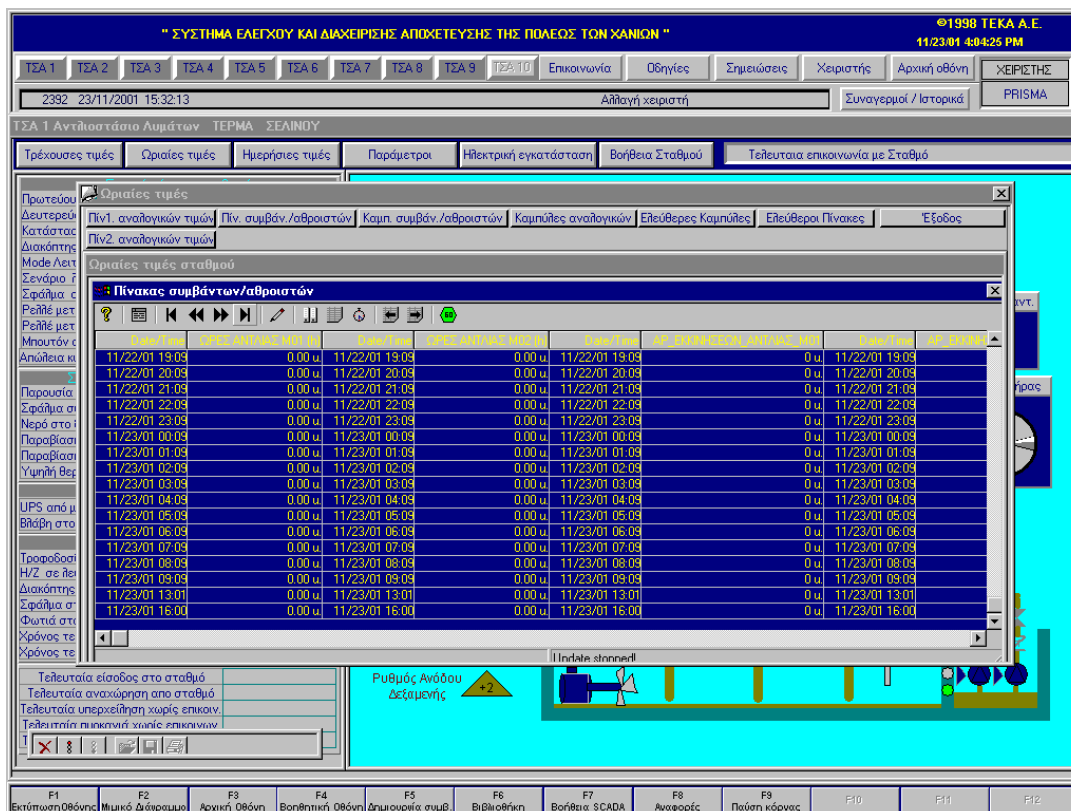 ©1998 TEKA A.E.
" ΣΥΣΤΗΜΑ ΕΛΕΓΧΟΥ ΚΑΙ ΔΙΑΧΕΙΡΙΣΗΣ ΑΠΟΧΕΤΕΥΣΗΣ ΤΗΣ ΠΟΛΕΩΣ ΤΩΝ ΧΑΝΙΩΝ "
11/23/01 4:04:25 PM
ΤΣΑ 1 ΤΣΑ 2 ΤΣΑ 3 ΤΣΑ 4 ΤΣΑ 5 ΤΣΑ 6 ΤΣΑ 7 ΤΣΑ 8 ΤΣΑ 9 ΤΣΑ 10 Επικοινωνία Οδηγίες Σημειώσεις Χειριστής Αρχική οθόνη ΧΕΙΡΙΣΤΗΣ
2392 23/11/2001 15:32:13 Αλλαγή χειριστή Συναγερμοί / Ιστορικά PRISMA
ΤΣΑ 1 Αντλιοστάσιο Λυμάτων ΤΕΡΜΑ ΣΕΛΙΝΟΥ
Τρέχουσες τιμές Ωριαίες τιμές Ημερήσιες τιμές Παράμετροι Ηλεκτρική εγκατάσταση Βοήθεια Σταθμού Τελευταια επικοινωνία με Σταθμό
Ωριαίες τιμές
Πίν1. αναλογικών τιμών Πίν. συμβάν./αθροιστών Καμπ. συμβάν./αθροιστών Καμπύλες αναλογικών Ελεύθερες Καμπύλες Ελεύθεροι Πίνακες Έξοδος
Πίν2. αναλογικών τιμών
Ωριαίες τιμές σταθμού
Πίνακας συμβάντων/αθροιστών
Date/Time ΩΡΕΣ ΑΝΤΛΙΑΣ M01 (h) Date/Time ΩΡΕΣ ΑΝΤΛΙΑΣ M02 (h) Date/Time ΑΡ_ΕΚΚΙΝΗΣΕΩΝ_ΑΝΤΛΙΑΣ_M01 Date/Time
11/22/01 19:09 0.00 u. 11/22/01 19:09 0.00 u. 11/22/01 19:09 0 u. 11/22/01 19:09
11/22/01 20:09 0.00 u. 11/22/01 20:09 0.00 u. 11/22/01 20:09 0 u. 11/22/01 20:09
11/22/01 21:09 0.00 u. 11/22/01 21:09 0.00 u. 11/22/01 21:09 0 u. 11/22/01 21:09
11/22/01 22:09 0.00 u. 11/22/01 22:09 0.00 u. 11/22/01 22:09 0 u. 11/22/01 22:09
11/22/01 23:09 0.00 u. 11/22/01 23:09 0.00 u. 11/22/01 23:09 0 u. 11/22/01 23:09
11/23/01 00:09 0.00 u. 11/23/01 00:09 0.00 u. 11/23/01 00:09 0 u. 11/23/01 00:09
11/23/01 01:09 0.00 u. 11/23/01 01:09 0.00 u. 11/23/01 01:09 0 u. 11/23/01 01:09
11/23/01 02:09 0.00 u. 11/23/01 02:09 0.00 u. 11/23/01 02:09 0 u. 11/23/01 02:09
11/23/01 03:09 0.00 u. 11/23/01 03:09 0.00 u. 11/23/01 03:09 0 u. 11/23/01 03:09
11/23/01 04:09 0.00 u. 11/23/01 04:09 0.00 u. 11/23/01 04:09 0 u. 11/23/01 04:09
11/23/01 05:09 0.00 u. 11/23/01 05:09 0.00 u. 11/23/01 05:09 0 u. 11/23/01 05:09
11/23/01 06:09 0.00 u. 11/23/01 06:09 0.00 u. 11/23/01 06:09 0 u. 11/23/01 06:09
11/23/01 07:09 0.00 u. 11/23/01 07:09 0.00 u. 11/23/01 07:09 0 u. 11/23/01 07:09
11/23/01 08:09 0.00 u. 11/23/01 08:09 0.00 u. 11/23/01 08:09 0 u. 11/23/01 08:09
11/23/01 09:09 0.00 u. 11/23/01 09:09 0.00 u. 11/23/01 09:09 0 u. 11/23/01 09:09
11/23/01 13:01 0.00 u. 11/23/01 13:01 0.00 u. 11/23/01 13:01 0 u. 11/23/01 13:01
11/23/01 16:00 0.00 u. 11/23/01 16:00 0.00 u. 11/23/01 16:00 0 u. 11/23/01 16:00
Update stopped!
Παρουσία
Νερό στο
UPS από
Βλάβη στο
Η/Ζ σε
Χρόνος
Χρόνος
Τελευταία είσοδος στο σταθμό
Τελευταία αναχώρηση απο σταθμό
Τελευταία υπερχείληση χωρίς επικοιν.
Τελευταία πυρκανιά χωρίς επικοινων
Ρυθμός Ανόδου
Δεξαμενής
+2
F1 F2 F3 F4 F5 F6 F7 F8 F9 F10 F11 F12
Εκτύπωση Οθόνης Μιμικό Διάγραμμο Αρχική Οθόνη Βοηθητική Οθόνη Δημιουργία συμβ. Βιβλιοθήκη Βοήθεια SCADA Αναφορές Παύση κόρνας